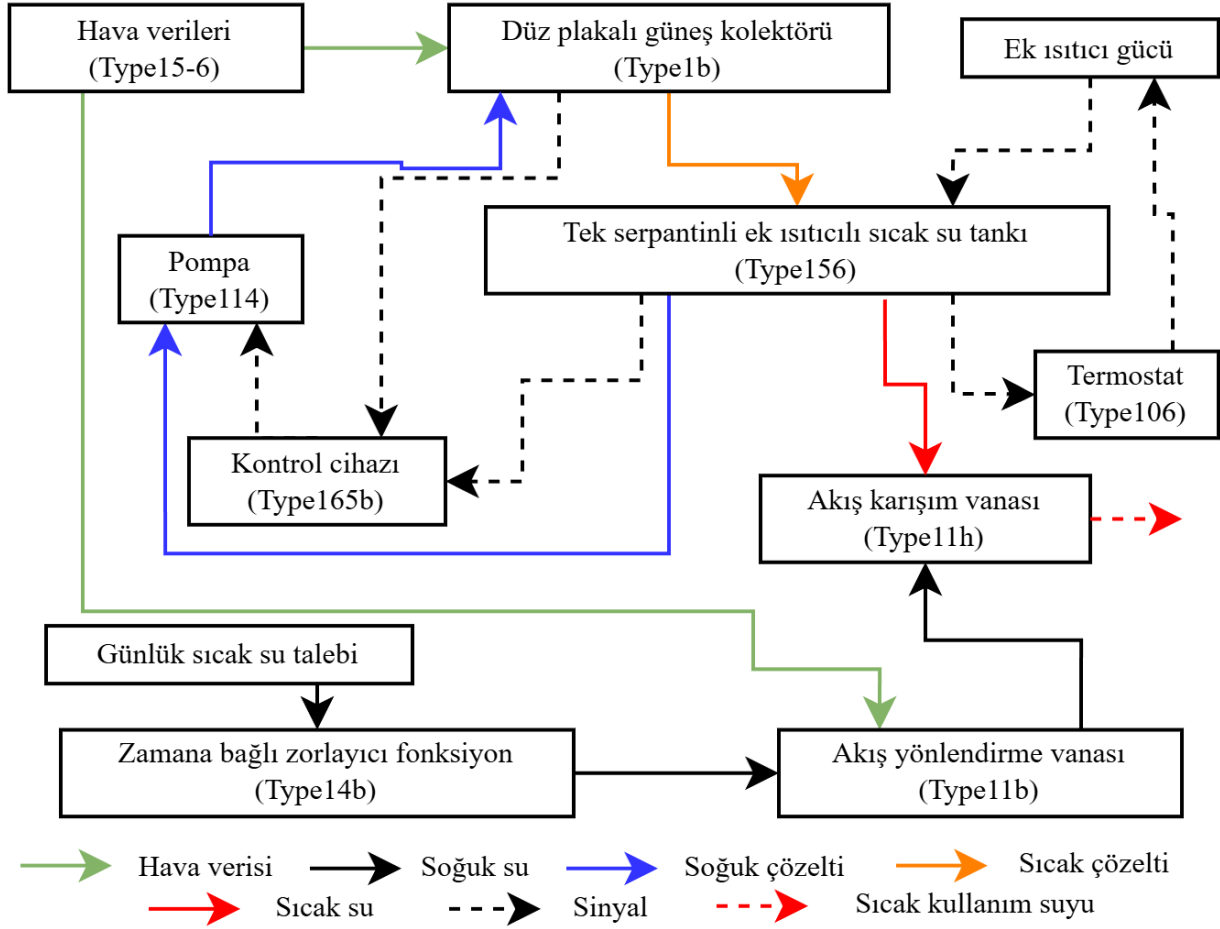 Hava verileri
(Type15-6)
Düz plakalı güneş kolektörü
(Type1b)
Ek ısıtıcı gücü
Tek serpantinli ek ısıtıcılı sıcak su tankı
(Type156)
Pompa
(Type114)
Termostat
(Type106)
Kontrol cihazı
(Type165b)
Akış karışım vanası
(Type11h)
Günlük sıcak su talebi
Zamana bağlı zorlayıcı fonksiyon
(Type14b)
Akış yönlendirme vanası
(Type11b)
Hava verisi
Soğuk su
Soğuk çözelti
Sıcak çözelti
Sıcak su
Sinyal
Sıcak kullanım suyu